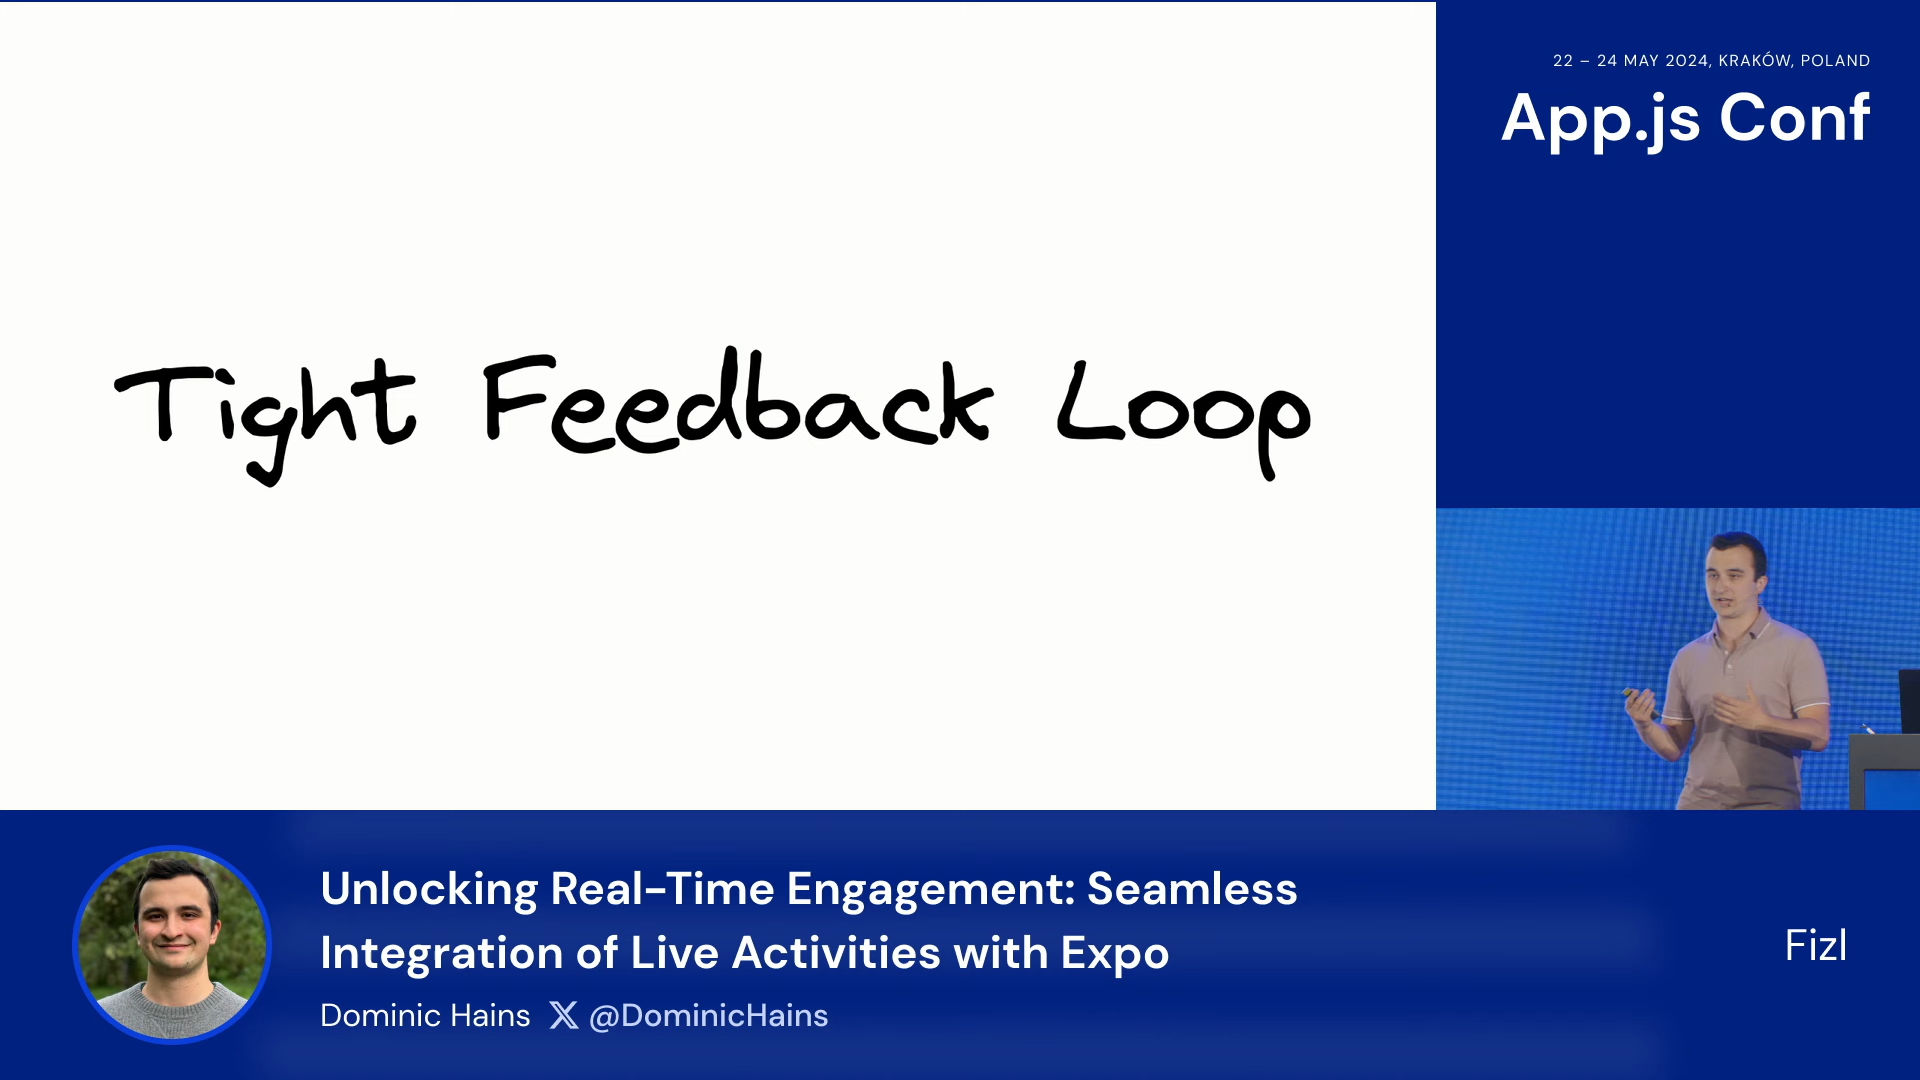 Tight Feedback Loop
22 – 24 MAY 2024, KRAKÓW, POLAND
App.js Conf
Unlocking Real-Time Engagement: Seamless
Integration of Live Activities with Expo
Dominic Hains X @DominicHains
Fizl